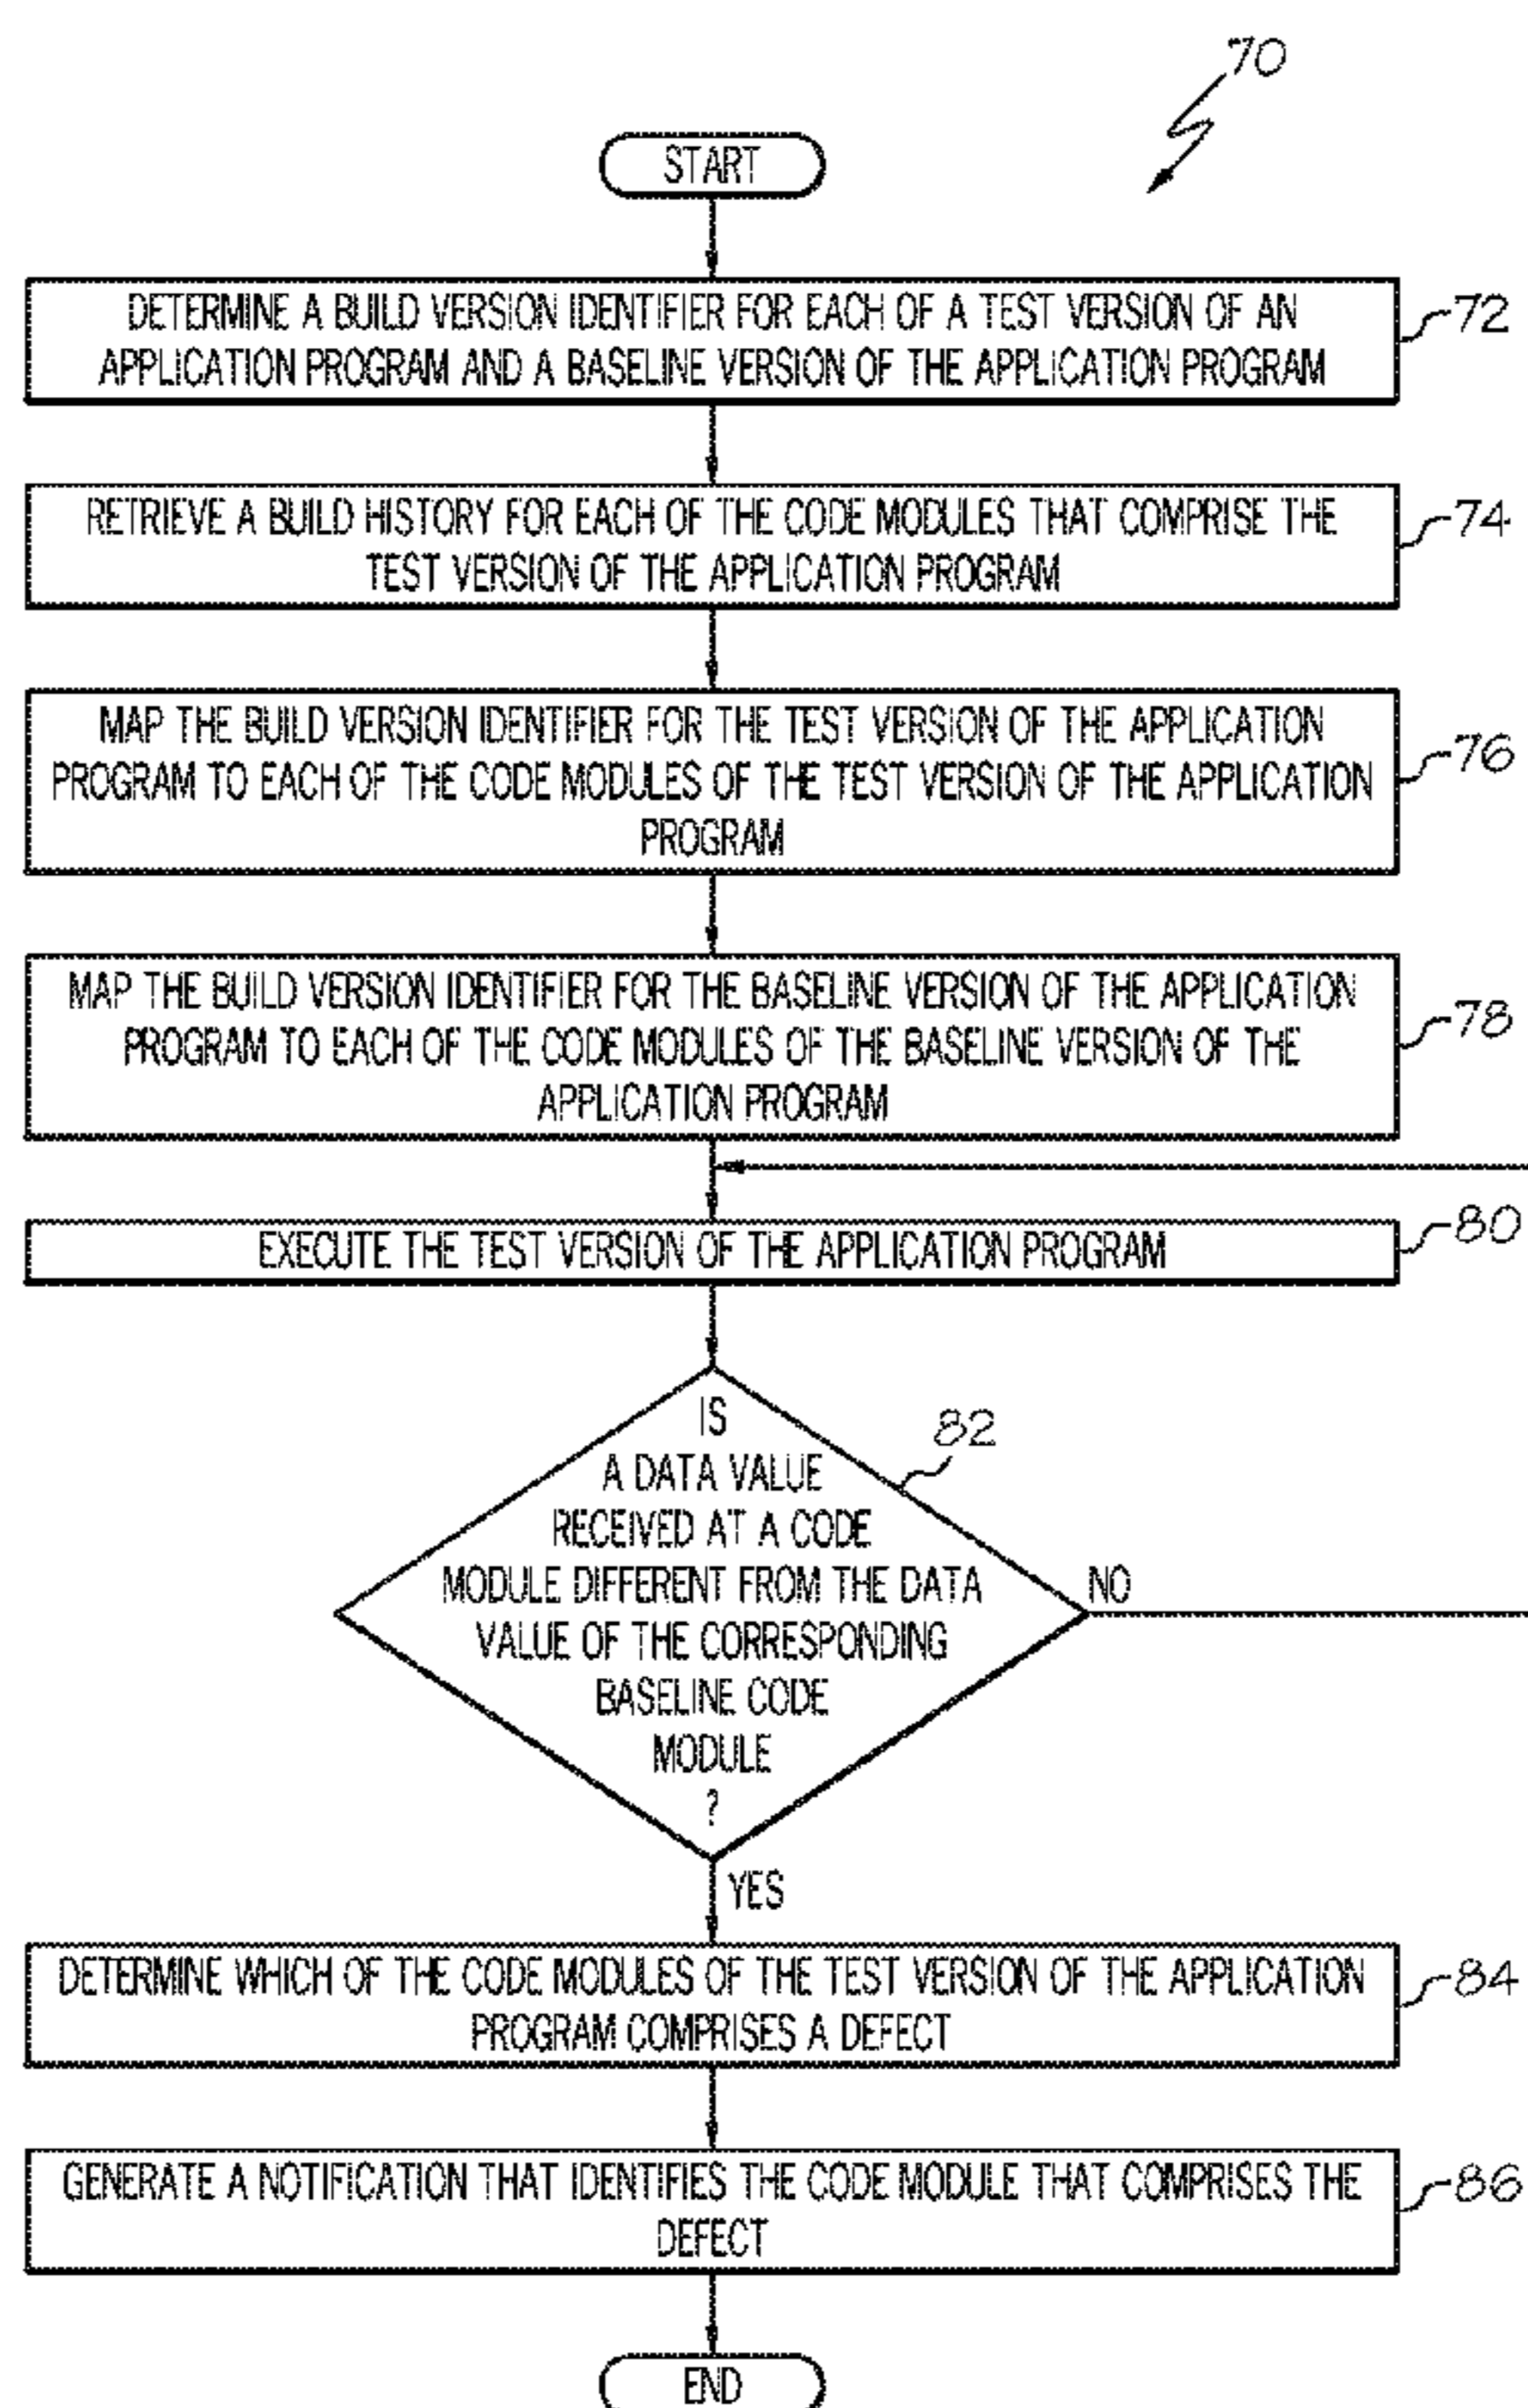 70
START
DETERMINE A BUILD VERSION IDENTIFIER FOR EACH OF A TEST VERSION OF AN
APPLICATION PROGRAM AND A BASELINE VERSION OF THE APPLICATION PROGRAM
72
RETRIEVE A BUILD HISTORY FOR EACH OF THE CODE MODULES THAT COMPRISE THE
TEST VERSION OF THE APPLICATION PROGRAM
74
MAP THE BUILD VERSION IDENTIFIER FOR THE TEST VERSION OF THE APPLICATION
PROGRAM TO EACH OF THE CODE MODULES OF THE TEST VERSION OF THE APPLICATION
PROGRAM
76
MAP THE BUILD VERSION IDENTIFIER FOR THE BASELINE VERSION OF THE APPLICATION
PROGRAM TO EACH OF THE CODE MODULES OF THE BASELINE VERSION OF THE
APPLICATION PROGRAM
78
EXECUTE THE TEST VERSION OF THE APPLICATION PROGRAM
80
IS
A DATA VALUE
RECEIVED AT A CODE
MODULE DIFFERENT FROM THE DATA
VALUE OF THE CORRESPONDING
BASELINE CODE
MODULE
?
82
NO
YES
DETERMINE WHICH OF THE CODE MODULES OF THE TEST VERSION OF THE APPLICATION
PROGRAM COMPRISES A DEFECT
84
GENERATE A NOTIFICATION THAT IDENTIFIES THE CODE MODULE THAT COMPRISES THE
DEFECT
86
END